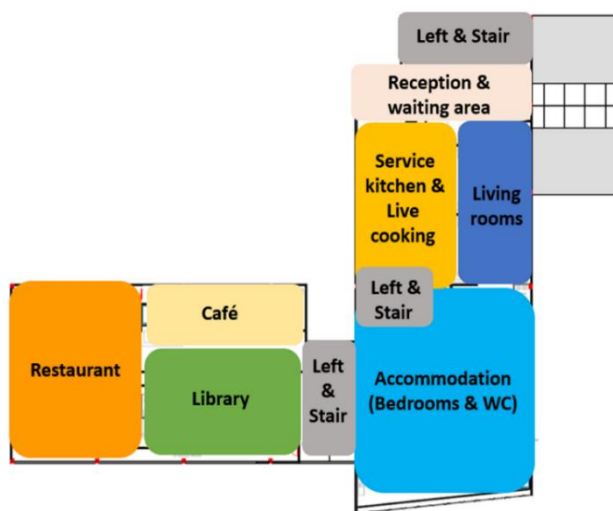 Left & Stair
Reception &
waiting area
Service
kitchen &
Live
cooking
Living
rooms
Left &
Stair
Café
Restaurant
Library
Left
&
Stair
Accommodation
(Bedrooms & WC)